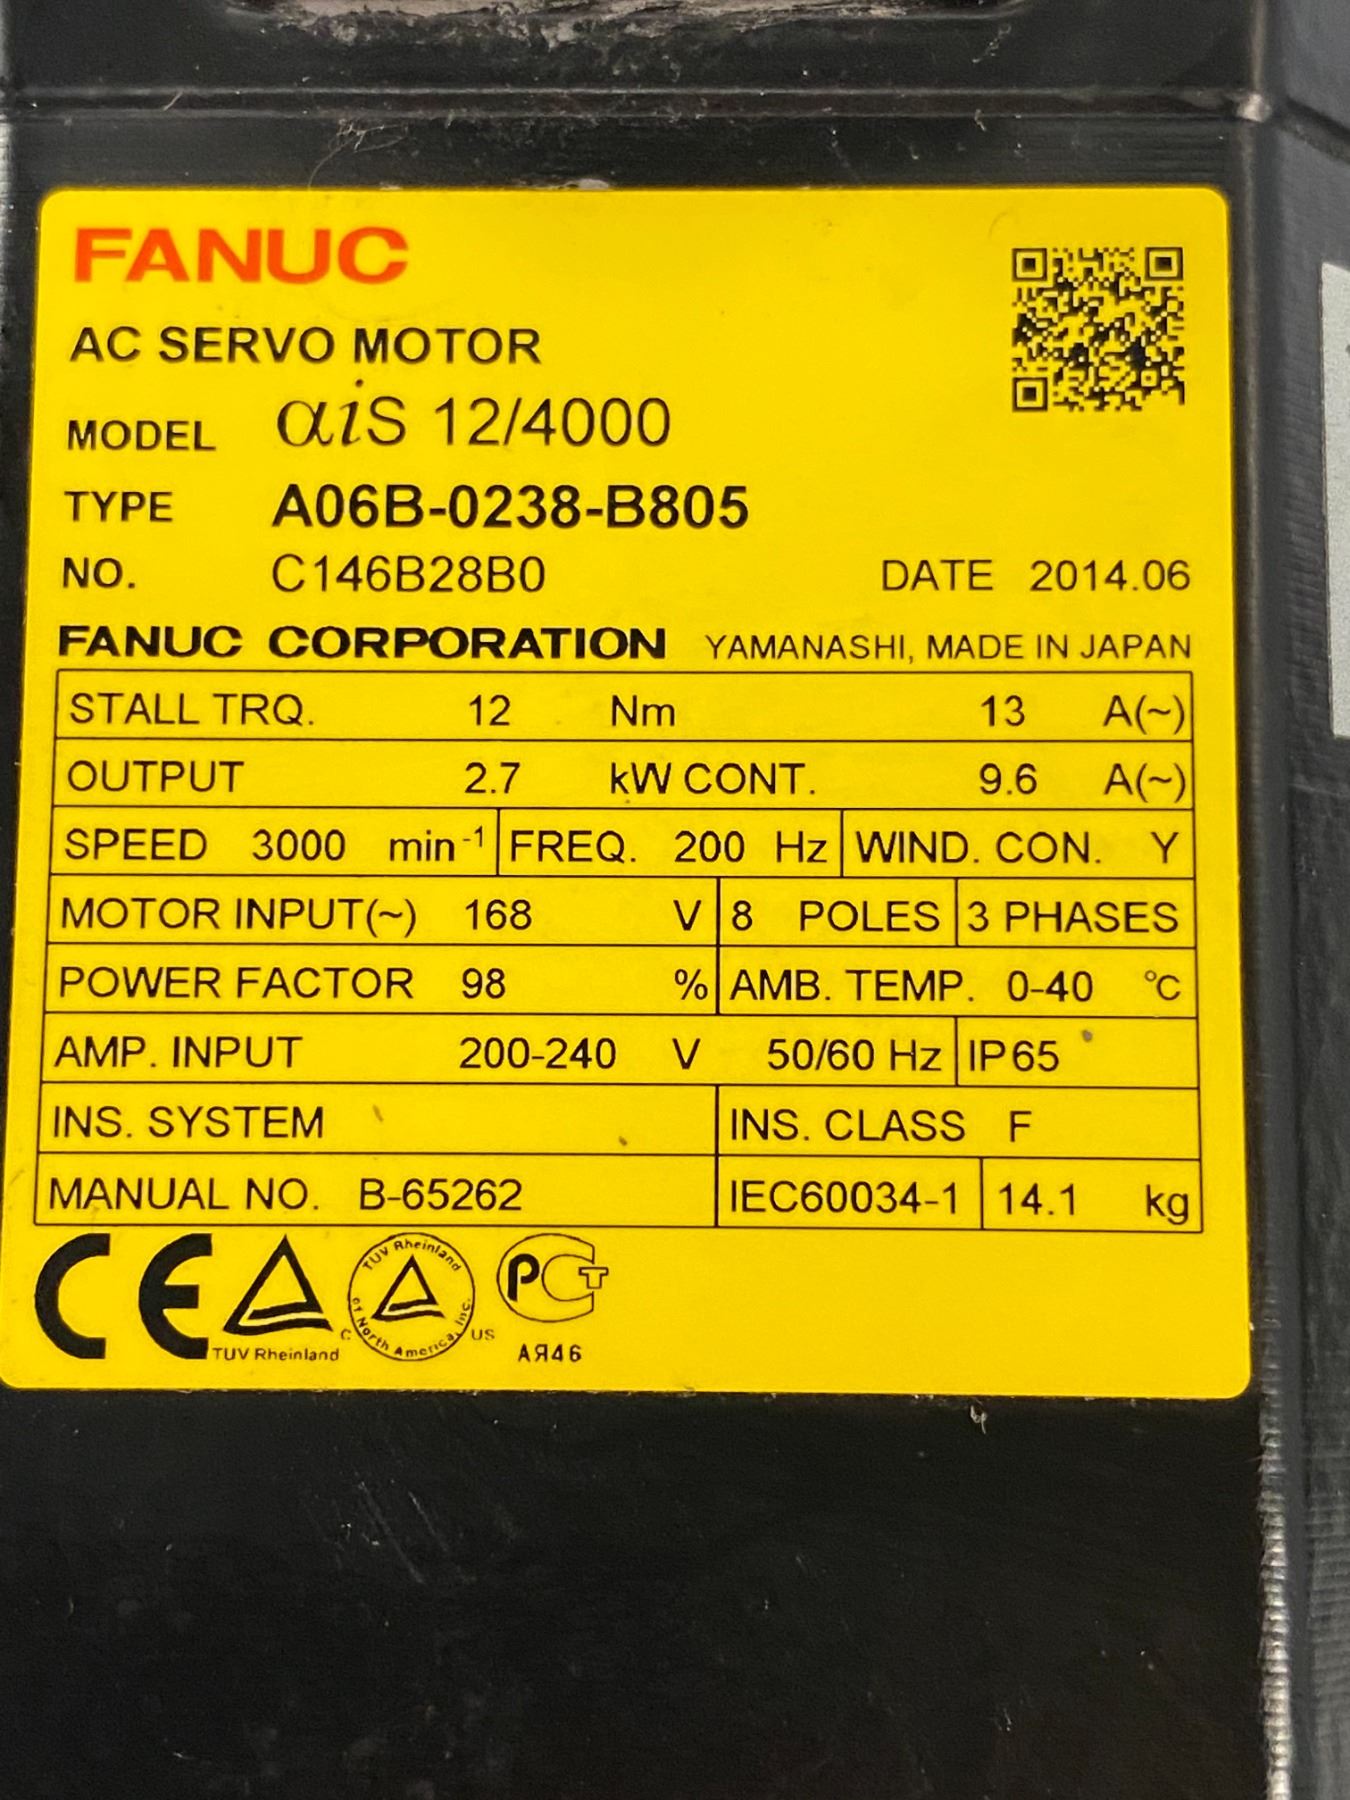 FANUC
AC SERVO MOTOR
MODEL αiS 12/4000
TYPE A06B-0238-B805
NO. C146B28B0 DATE 2014.06
FANUC CORPORATION YAMANASHI, MADE IN JAPAN
STALL TRQ. 12 Nm 13 A(~)
OUTPUT 2.7 kW CONT. 9.6 A(~)
SPEED 3000 min⁻¹ FREQ. 200 Hz WIND. CON. Y
MOTOR INPUT(~) 168 V 8 POLES 3 PHASES
POWER FACTOR 98 % AMB. TEMP. 0-40 °C
AMP. INPUT 200-240 V 50/60 Hz IP65
INS. SYSTEM INS. CLASS F
MANUAL NO. B-65262 IEC60034-1 14.1 kg
CE TUV Rheinland C TUV Rheinland of North America, Inc. US PCT
AЯ46